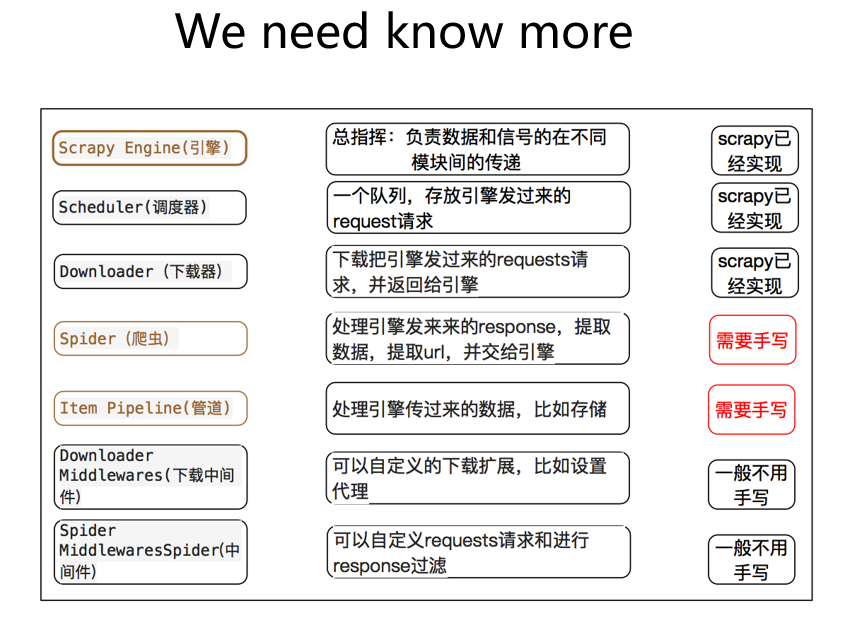 We need know more
Scrapy Engine(引擎)
总指挥：负责数据和信号的在不同
模块间的传递
scrapy已
经实现
Scheduler(调度器)
一个队列，存放引擎发过来的
request请求
scrapy已
经实现
Downloader（下载器）
下载把引擎发过来的requests请
求，并返回给引擎
scrapy已
经实现
Spider（爬虫）
处理引擎发来来的response，提取
数据，提取url，并交给引擎
需要手写
Item Pipeline(管道)
处理引擎传过来的数据，比如存储
需要手写
Downloader
Middlewares(下载中间
件)
可以自定义的下载扩展，比如设置
代理
一般不用
手写
Spider
MiddlewaresSpider(中
间件)
可以自定义requests请求和进行
response过滤
一般不用
手写